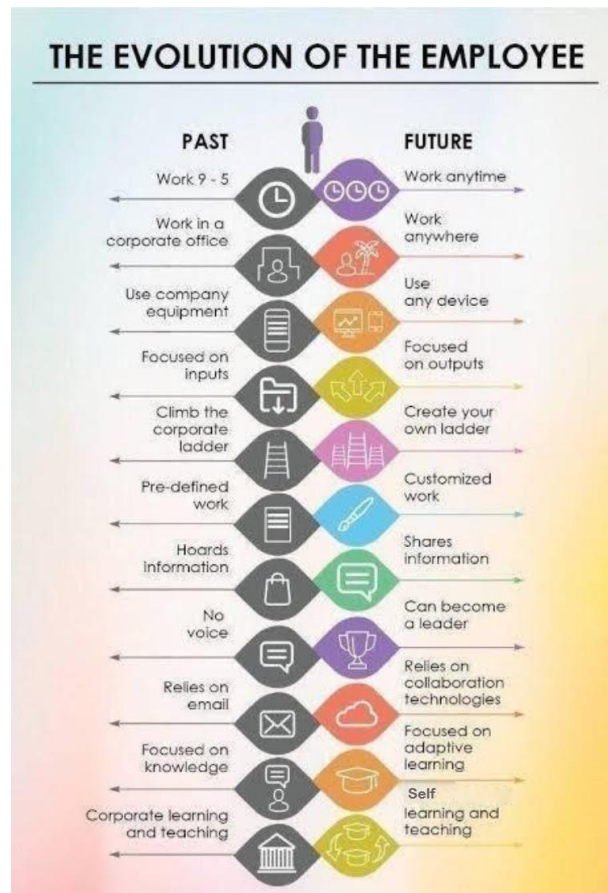 THE EVOLUTION OF THE EMPLOYEE
PAST
FUTURE
Work 9 - 5
Work anytime
Work in a
corporate office
Work
anywhere
Use company
equipment
Use
any device
Focused on
inputs
Focused
on outputs
Climb the
corporate
ladder
Create your
own ladder
Pre-defined
work
Customized
work
Hoards
information
Shares
information
No
voice
Can become
a leader
Relies on
email
Relies on
collaboration
technologies
Focused on
knowledge
Focused on
adaptive
learning
Corporate learning
and teaching
Self
learning and
teaching